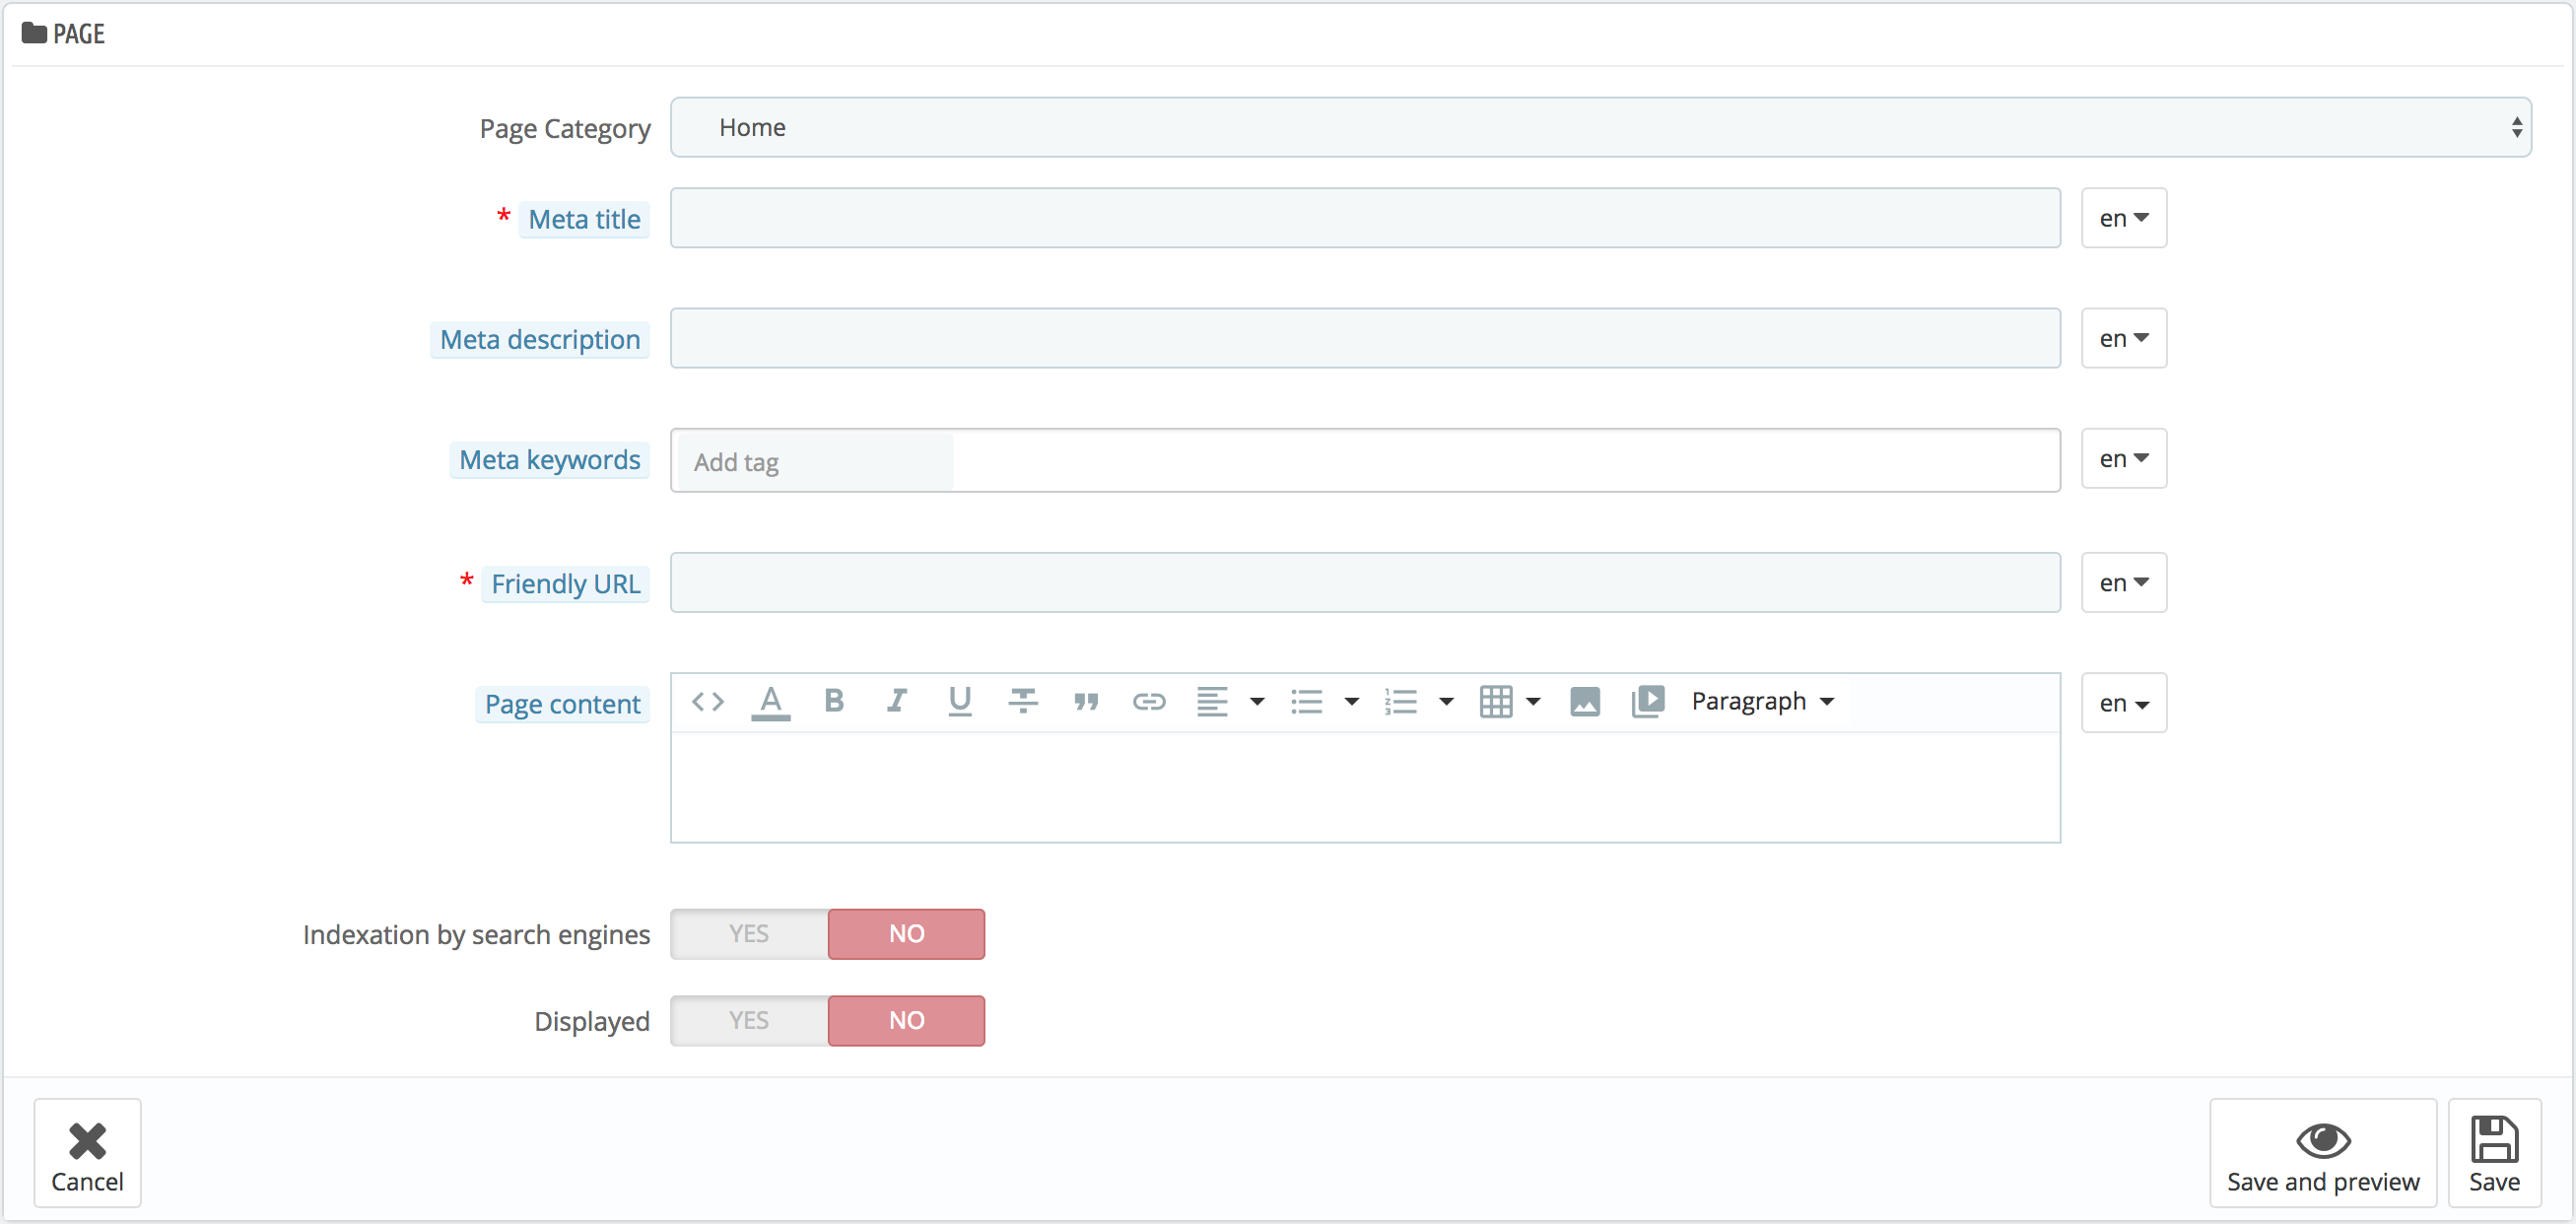 PAGE
Page Category Home
* Meta title en
Meta description en
Meta keywords Add tag en
* Friendly URL en
Page content A B I U Paragraph en
Indexation by search engines YES NO
Displayed YES NO
Cancel Save and preview Save